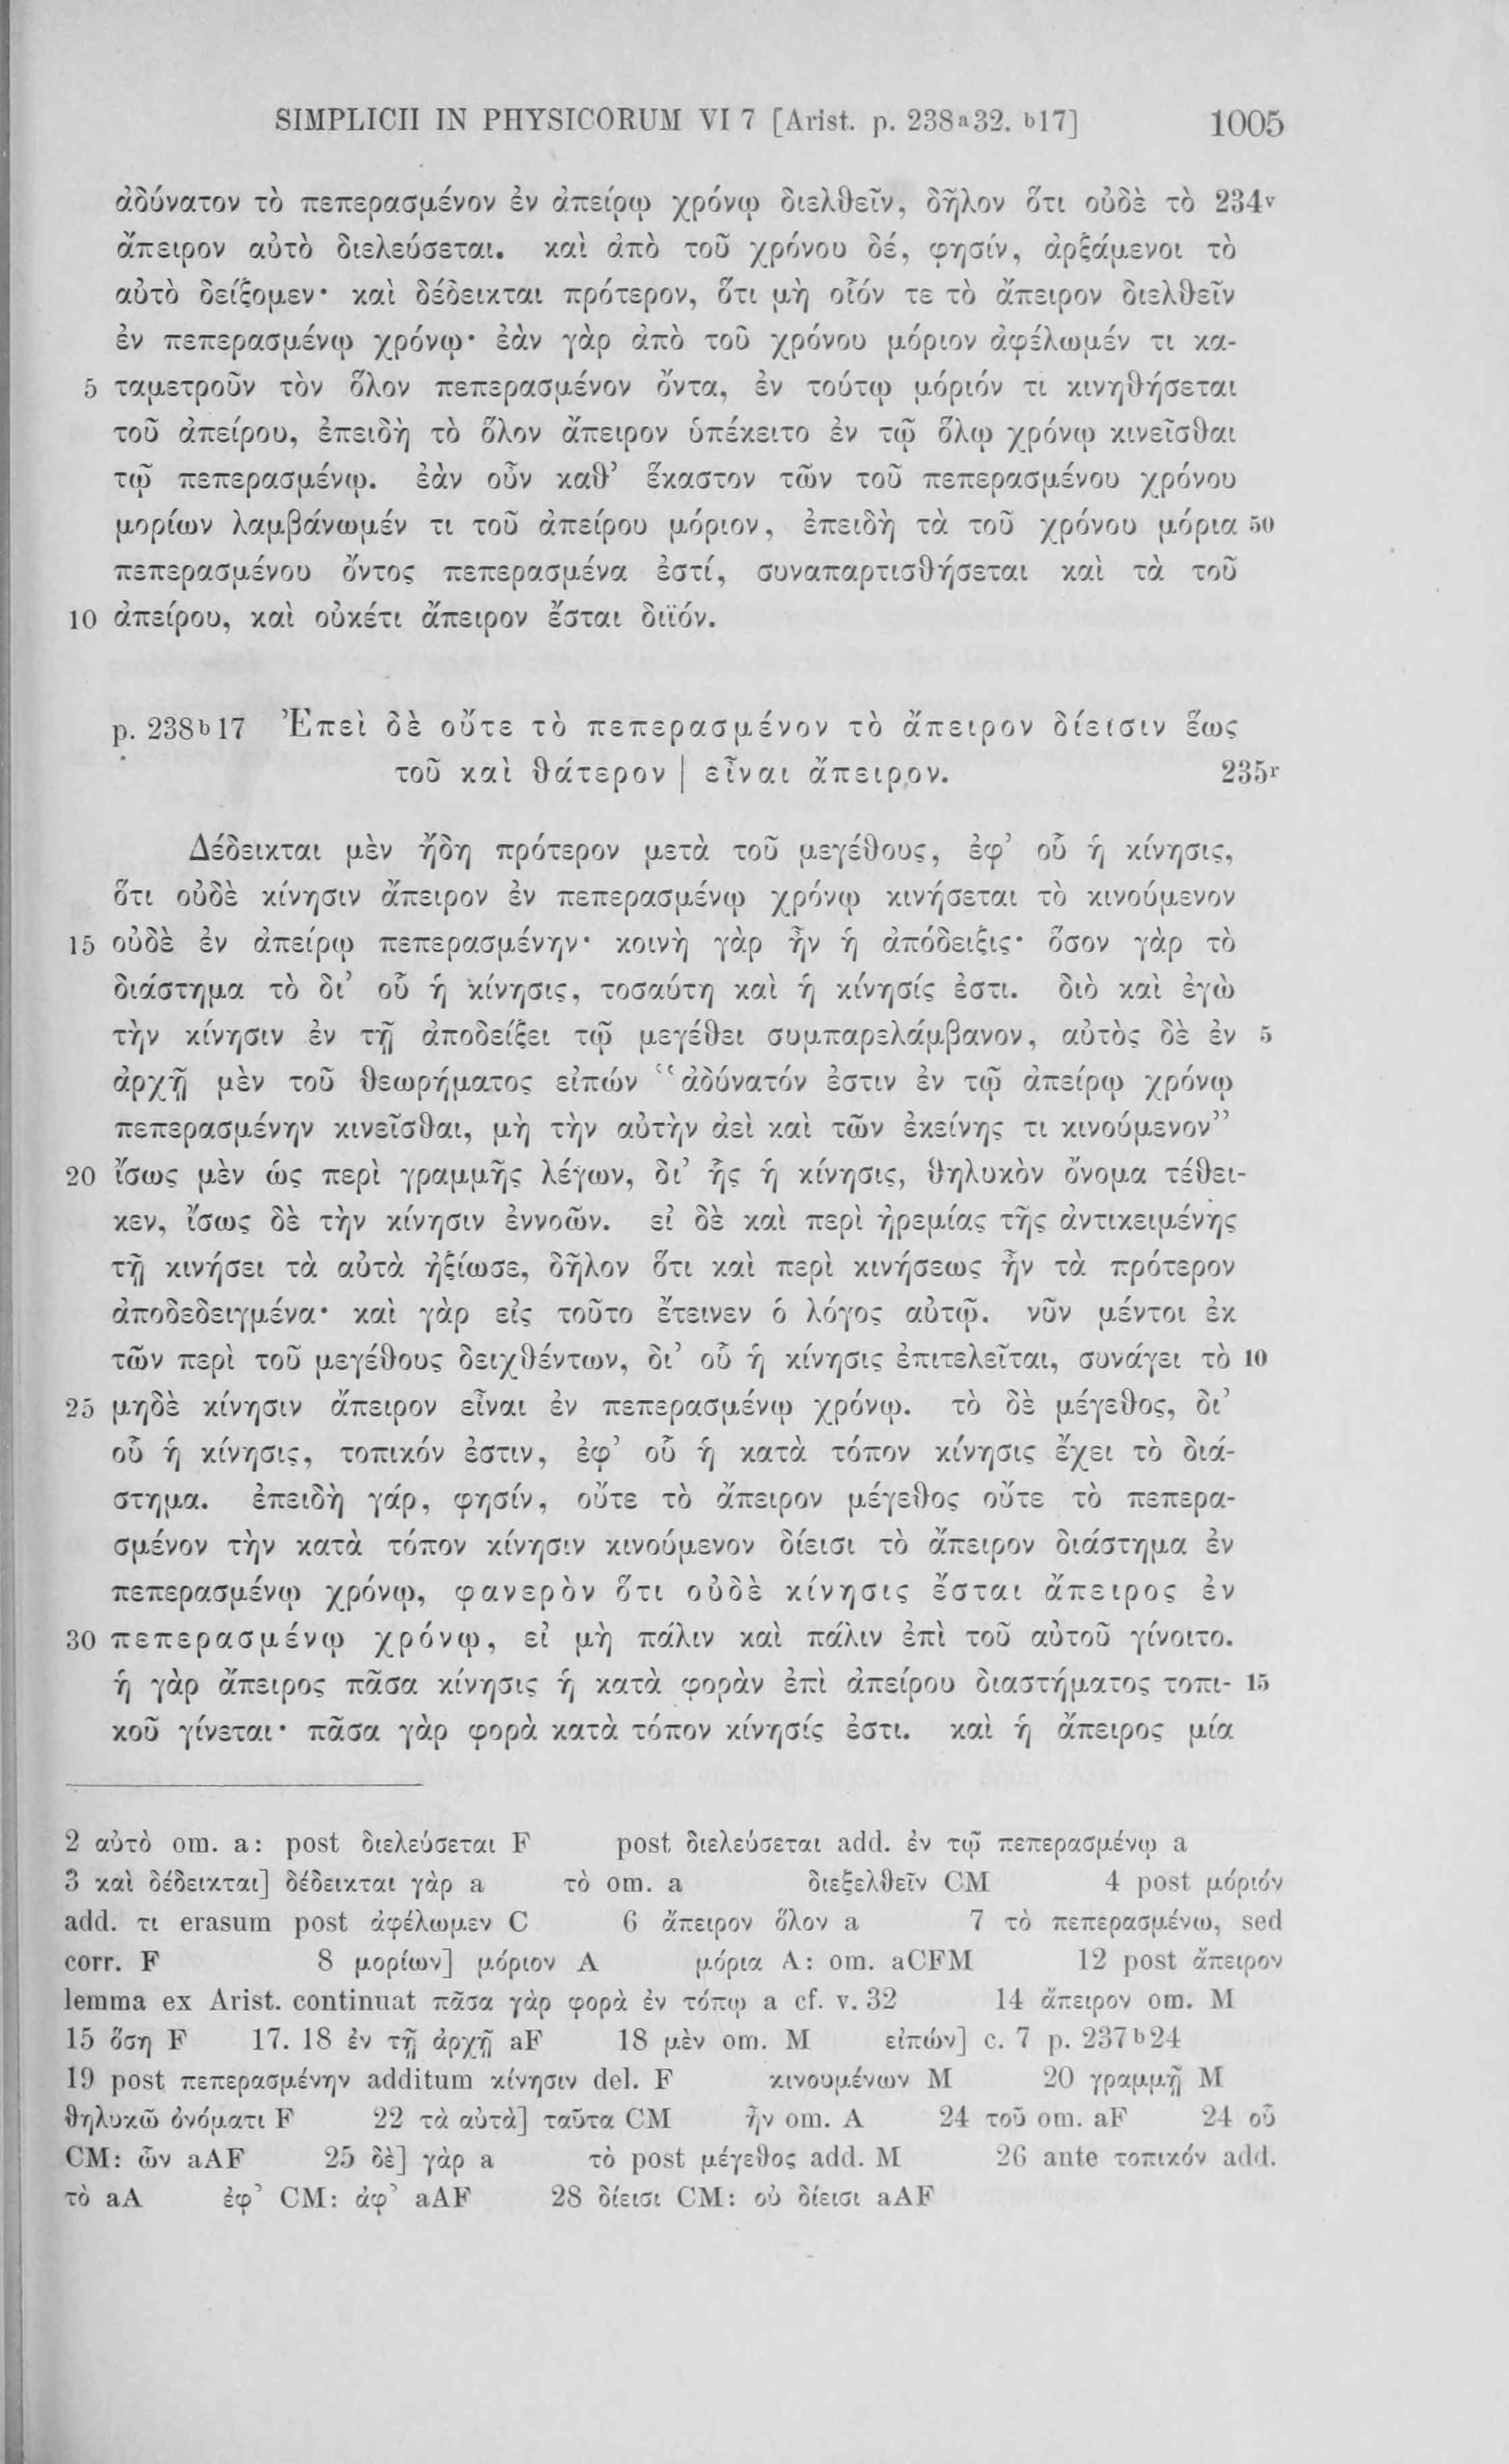 SIMPLICII IN PHYSICORUM VI 7 [Arist. p. 238a32. b17] 1005
ἀδύνατον τὸ πεπερασμένον ἐν ἀπείρῳ χρόνῳ διελθεῖν, δῆλον ὅτι οὐδὲ τὸ 234v
ἄπειρον αὐτὸ διελεύσεται. καὶ ἀπὸ τοῦ χρόνου δέ, φησίν, ἀρξάμενοι τὸ
αὐτὸ δείξομεν· καὶ δέδεικται πρότερον, ὅτι μὴ οἷόν τε τὸ ἄπειρον διελθεῖν
ἐν πεπερασμένῳ χρόνῳ· ἐὰν γὰρ ἀπὸ τοῦ χρόνου μόριον ἀφέλωμέν τι κα-
5 ταμετροῦν τὸν ὅλον πεπερασμένον ὄντα, ἐν τούτῳ μόριόν τι κινηθήσεται
τοῦ ἀπείρου, ἐπειδὴ τὸ ὅλον ἄπειρον ὑπέκειτο ἐν τῷ ὅλῳ χρόνῳ κινεῖσθαι
τῷ πεπερασμένῳ. ἐὰν οὖν καθ’ ἕκαστον τῶν τοῦ πεπερασμένου χρόνου
μορίων λαμβάνωμέν τι τοῦ ἀπείρου μόριον, ἐπειδὴ τὰ τοῦ χρόνου μόρια 50
πεπερασμένου ὄντος πεπερασμένα ἐστί, συναπαρτισθήσεται καὶ τὰ τοῦ
10 ἀπείρου, καὶ οὐκέτι ἄπειρον ἔσται διϊόν.
p. 238b17 Ἐπεὶ δὲ οὔτε τὸ πεπερασμένον τὸ ἄπειρον δίεισιν ἕως
τοῦ καὶ θάτερον | εἶναι ἄπειρον. 235r
Δέδεικται μὲν ἤδη πρότερον μετὰ τοῦ μεγέθους, ἐφ’ οὗ ἡ κίνησις,
ὅτι οὐδὲ κίνησιν ἄπειρον ἐν πεπερασμένῳ χρόνῳ κινήσεται τὸ κινούμενον
15 οὐδὲ ἐν ἀπείρῳ πεπερασμένην· κοινὴ γὰρ ἦν ἡ ἀπόδειξις· ὅσον γὰρ τὸ
διάστημα τὸ δι’ οὗ ἡ κίνησις, τοσαύτη καὶ ἡ κίνησίς ἐστι. διὸ καὶ ἐγὼ
τὴν κίνησιν ἐν τῇ ἀποδείξει τῷ μεγέθει συμπαρελάμβανον, αὐτὸς δὲ ἐν 5
ἀρχῇ μὲν τοῦ θεωρήματος εἰπών “ἀδύνατόν ἐστιν ἐν τῷ ἀπείρῳ χρόνῳ
πεπερασμένην κινεῖσθαι, μὴ τὴν αὐτὴν ἀεὶ καὶ τῶν ἐκείνης τι κινούμενον”
20 ἴσως μὲν ὡς περὶ γραμμῆς λέγων, δι’ ἧς ἡ κίνησις, θηλυκὸν ὄνομα τέθει-
κεν, ἴσως δὲ τὴν κίνησιν ἐννοῶν. εἰ δὲ καὶ περὶ ἠρεμίας τῆς ἀντικειμένης
τῇ κινήσει τὰ αὐτὰ ἠξίωσε, δῆλον ὅτι καὶ περὶ κινήσεως ἦν τὰ πρότερον
ἀποδεδειγμένα· καὶ γὰρ εἰς τοῦτο ἔτεινεν ὁ λόγος αὐτῷ. νῦν μέντοι ἐκ
τῶν περὶ τοῦ μεγέθους δειχθέντων, δι’ οὗ ἡ κίνησις ἐπιτελεῖται, συνάγει τὸ 10
25 μηδὲ κίνησιν ἄπειρον εἶναι ἐν πεπερασμένῳ χρόνῳ. τὸ δὲ μέγεθος, δι’
οὗ ἡ κίνησις, τοπικόν ἐστιν, ἐφ’ οὗ ἡ κατὰ τόπον κίνησις ἔχει τὸ διά-
στημα. ἐπειδὴ γάρ, φησίν, οὔτε τὸ ἄπειρον μέγεθος οὔτε τὸ πεπερα-
σμένον τὴν κατὰ τόπον κίνησιν κινούμενον δίεισι τὸ ἄπειρον διάστημα ἐν
πεπερασμένῳ χρόνῳ, φανερὸν ὅτι οὐδὲ κίνησις ἔσται ἄπειρος ἐν
30 πεπερασμένῳ χρόνῳ, εἰ μὴ πάλιν καὶ πάλιν ἐπὶ τοῦ αὐτοῦ γίνοιτο.
ἡ γὰρ ἄπειρος πᾶσα κίνησις ἡ κατὰ φορὰν ἐπὶ ἀπείρου διαστήματος τοπι- 15
κοῦ γίνεται· πᾶσα γὰρ φορὰ κατὰ τόπον κίνησίς ἐστι. καὶ ἡ ἄπειρος μία
2 αὐτὸ om. a: post διελεύσεται F post διελεύσεται add. ἐν τῷ πεπερασμένῳ a
3 καὶ δέδεικται] δέδεικται γὰρ a τὸ om. a διεξελθεῖν CM 4 post μόριόν
add. τι erasum post ἀφέλωμεν C 6 ἄπειρον ὅλον a 7 τὸ πεπερασμένω, sed
corr. F 8 μορίων] μόριον A μόρια A: om. aCFM 12 post ἄπειρον
lemma ex Arist. continuat πᾶσα γὰρ φορὰ ἐν τόπῳ a cf. v. 32 14 ἄπειρον om. M
15 ὅση F 17. 18 ἐν τῇ ἀρχῇ aF 18 μὲν om. M εἰπών] c. 7 p. 237b24
19 post πεπερασμένην additum κίνησιν del. F κινουμένων M 20 γραμμῇ M
θηλυκῶ ὀνόματι F 22 τὰ αὐτὰ] ταῦτα CM ἦν om. A 24 τοῦ om. aF 24 οὗ
CM: ὧν aAF 25 δὲ] γὰρ a τὸ post μέγεθος add. M 26 ante τοπικόν add.
τὸ aA ἐφ’ CM: ἀφ’ aAF 28 δίεισι CM: οὐ δίεισι aAF